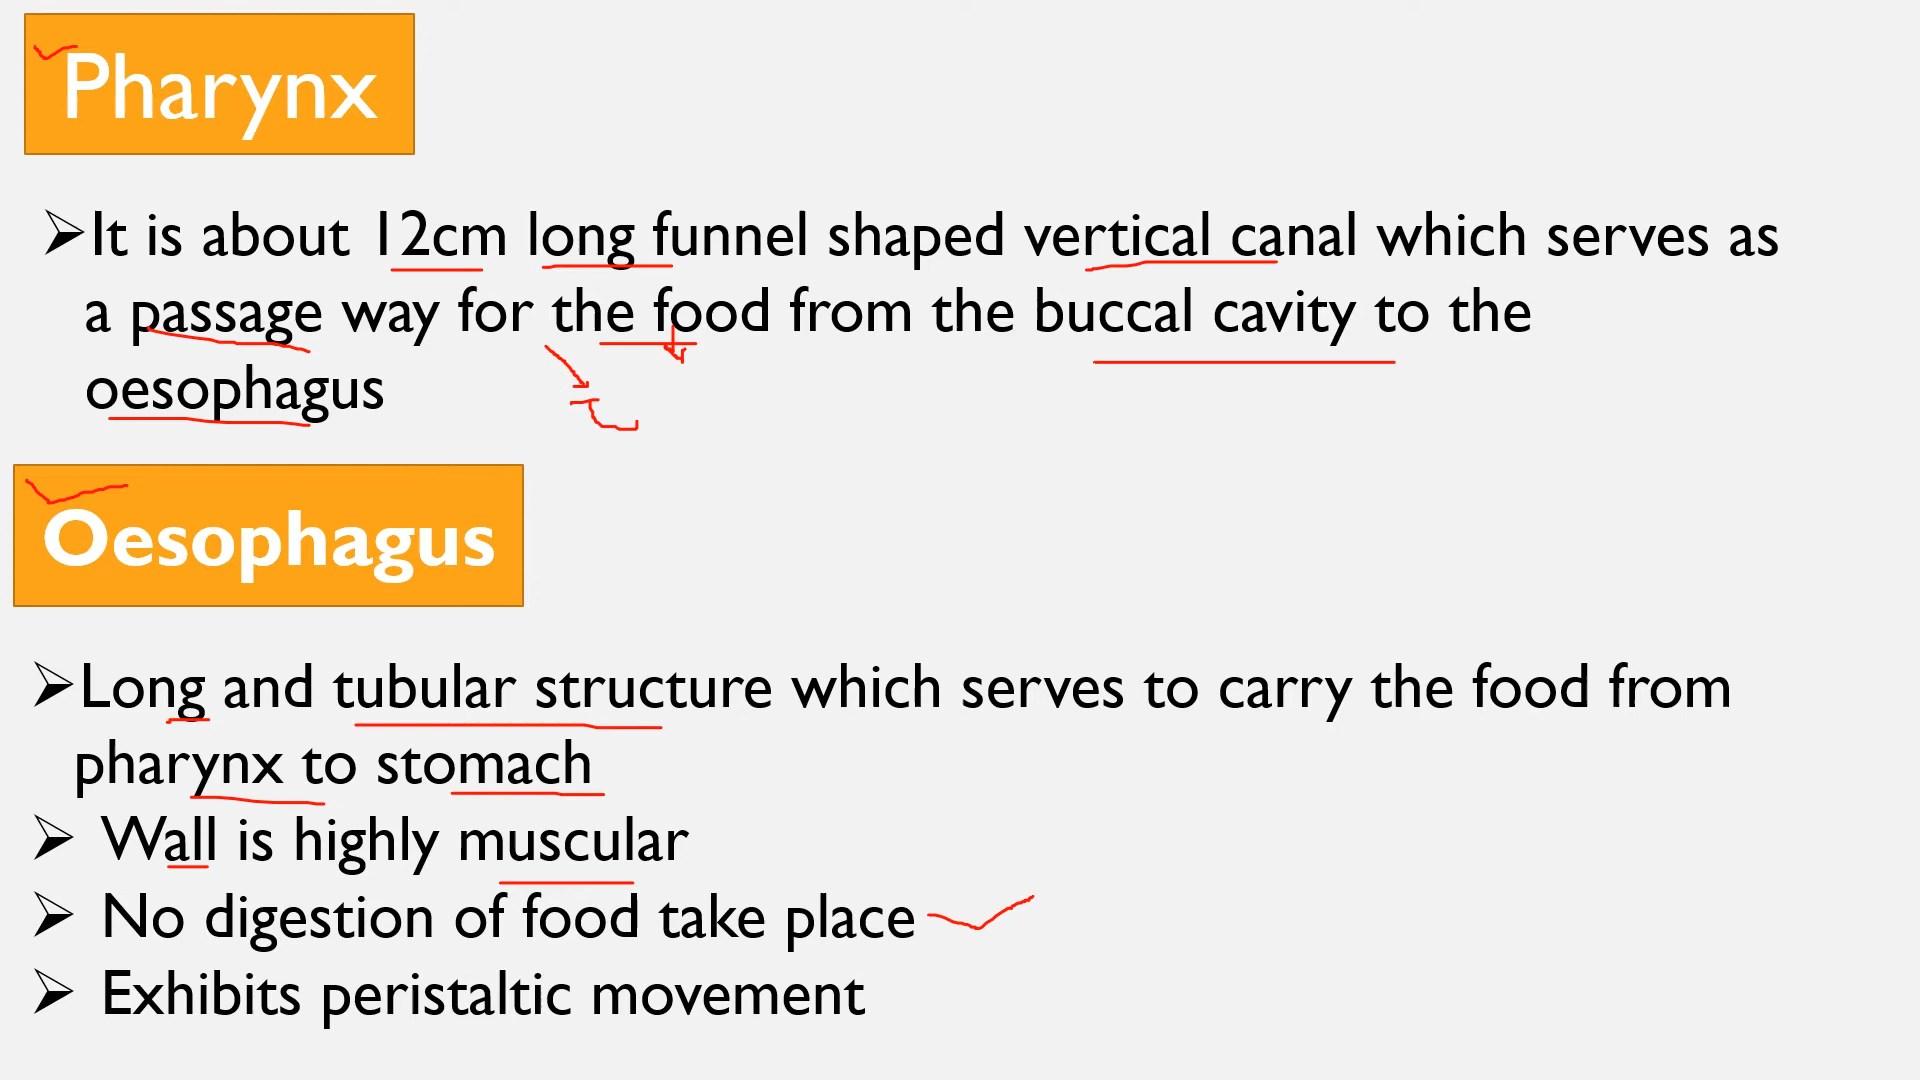 Pharynx
➢It is about 12cm long funnel shaped vertical canal which serves as
a passage way for the food from the buccal cavity to the
oesophagus
Oesophagus
➢Long and tubular structure which serves to carry the food from
pharynx to stomach
➢ Wall is highly muscular
➢ No digestion of food take place
➢ Exhibits peristaltic movement